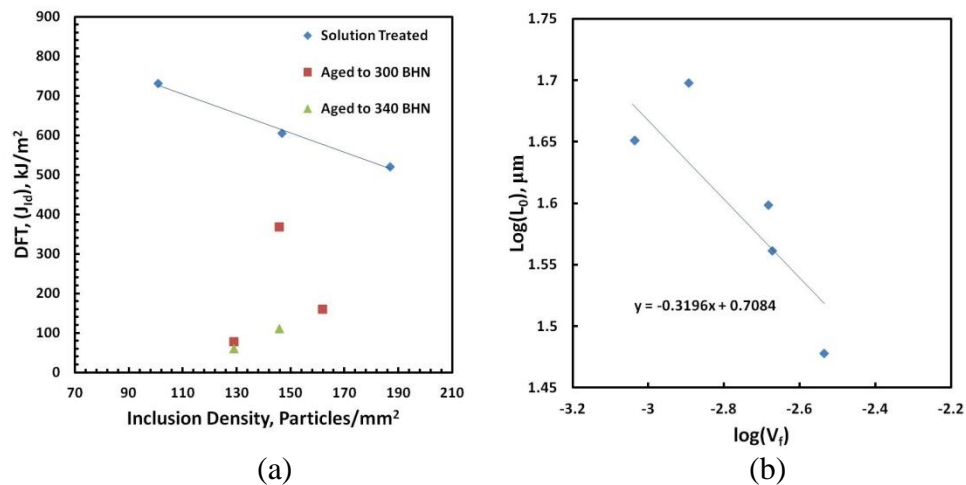 900
800
700
600
500
400
300
200
100
0
70 90 110 130 150 170 190 210
DFT, (J_Id), kJ/m²
Inclusion Density, Particles/mm²
Solution Treated
Aged to 300 BHN
Aged to 340 BHN
(a)
1.75
1.7
1.65
1.6
1.55
1.5
1.45
-3.2 -3 -2.8 -2.6 -2.4 -2.2
Log(L₀), µm
log(V_f)
y = -0.3196x + 0.7084
(b)